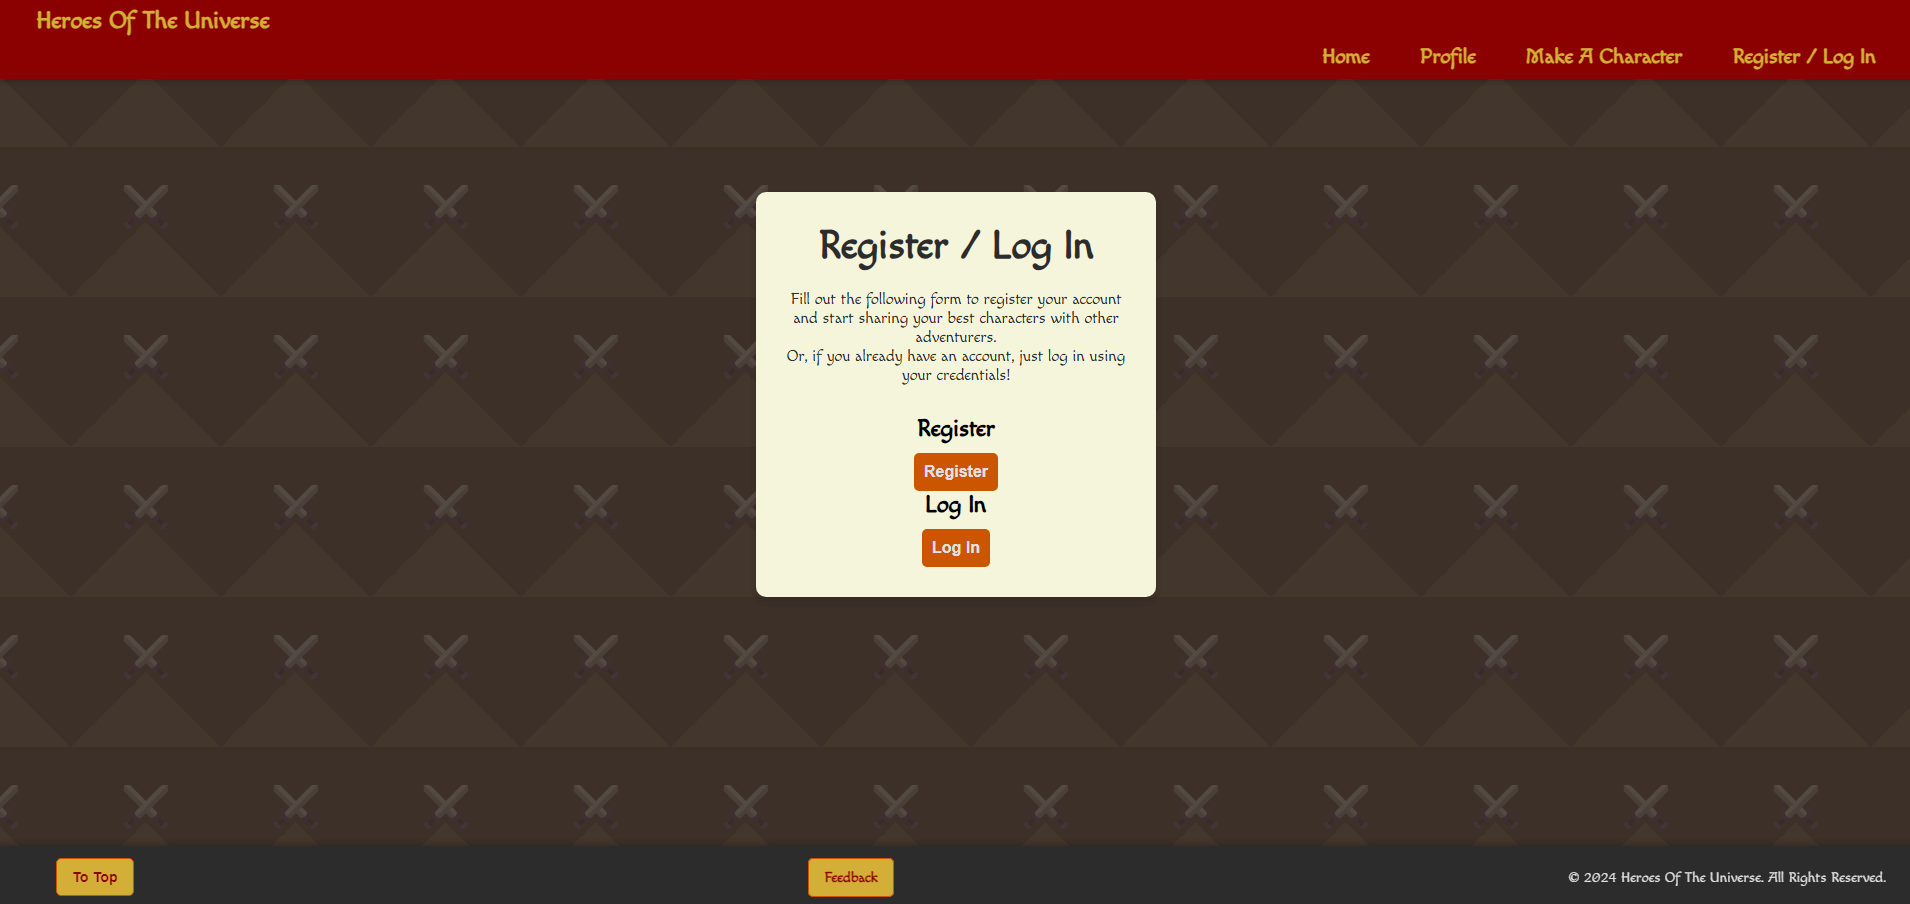 Heroes Of The Universe
Home Profile Make A Character Register / Log In
Register / Log In
Fill out the following form to register your account
and start sharing your best characters with other
adventurers.
Or, if you already have an account, just log in using
your credentials!
Register
Register
Log In
Log In
To Top Feedback © 2024 Heroes Of The Universe. All Rights Reserved.